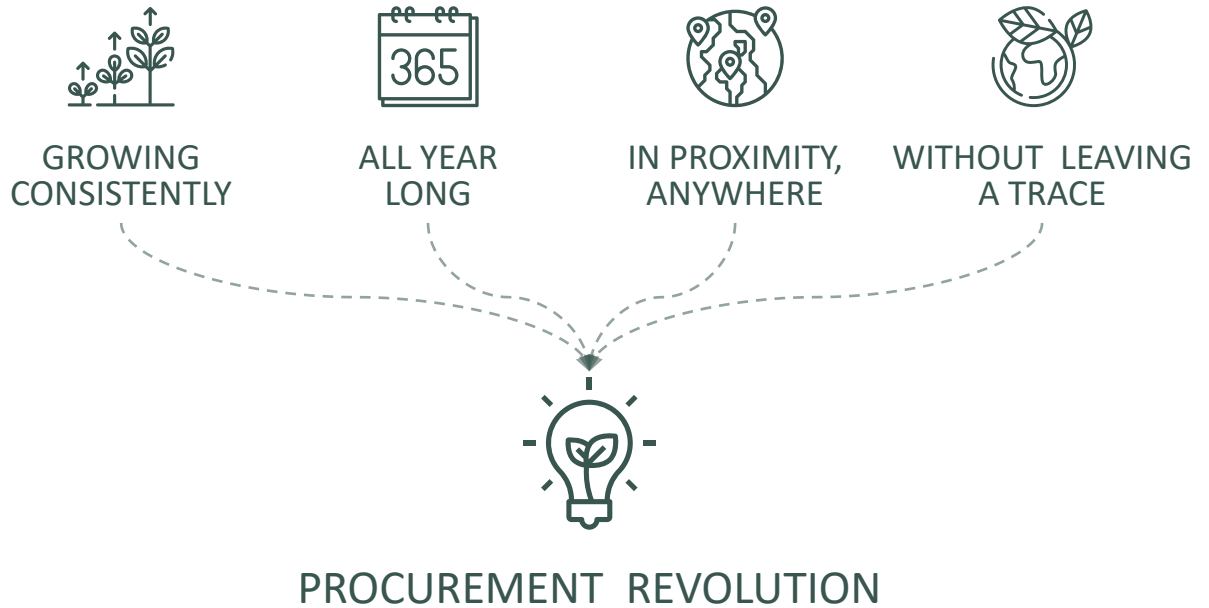 365
GROWING
CONSISTENTLY
ALL YEAR
LONG
IN PROXIMITY,
ANYWHERE
WITHOUT LEAVING
A TRACE
PROCUREMENT REVOLUTION